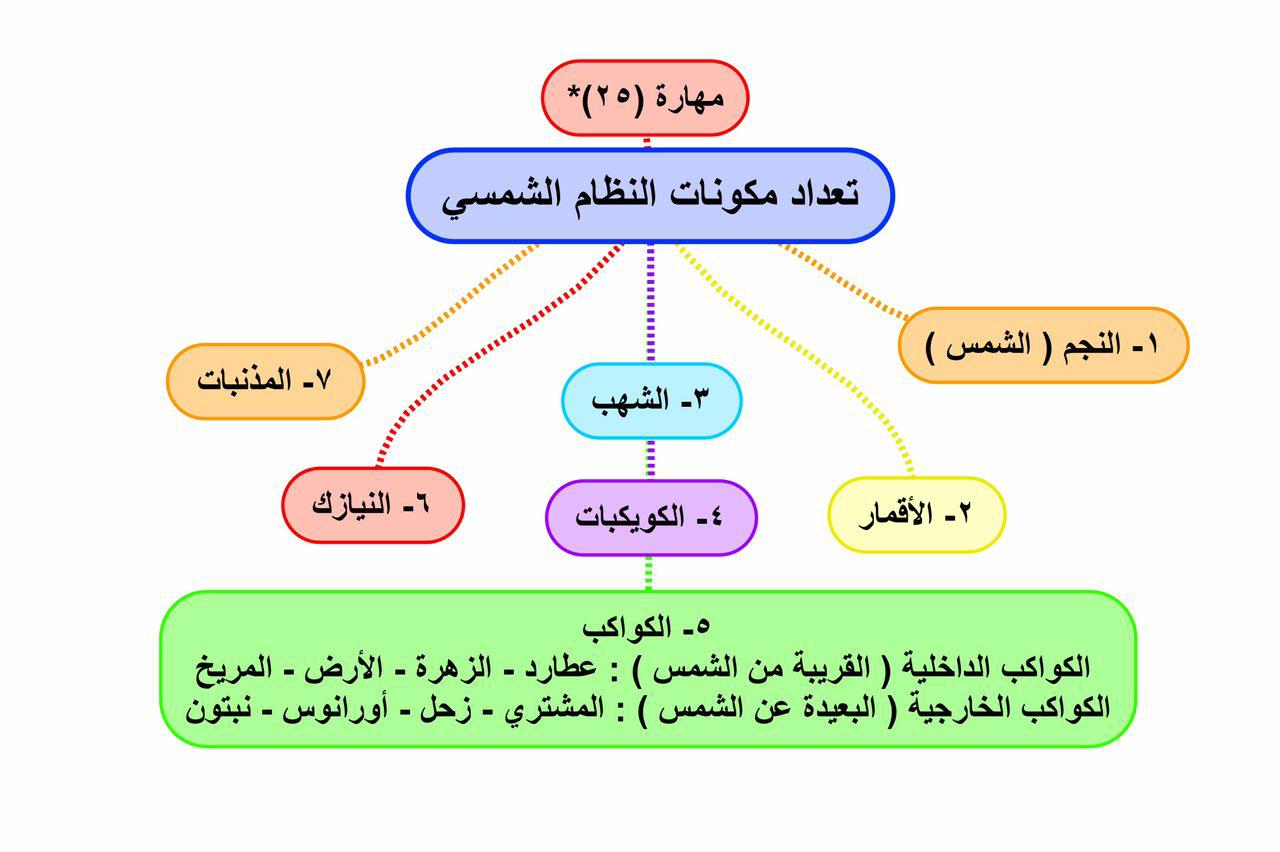 مهارة (٢٥)*
تعداد مكونات النظام الشمسي
١- النجم ( الشمس )
٢- الأقمار
٣- الشهب
٤- الكويكبات
٥- الكواكب
الكواكب الداخلية ( القريبة من الشمس ) : عطارد - الزهرة - الأرض - المريخ
الكواكب الخارجية ( البعيدة عن الشمس ) : المشتري - زحل - أورانوس - نبتون
٦- النيازك
٧- المذنبات